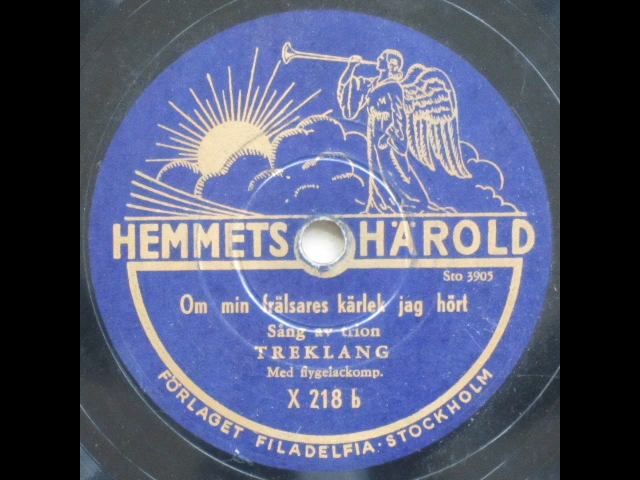 HEMMETS HÄROLD
Sto 3905
Om min frälsares kärlek jag hört
Sång av trion
TREKLANG
Med flygelackomp.
X 218 b
FÖRLAGET FILADELFIA · STOCKHOLM